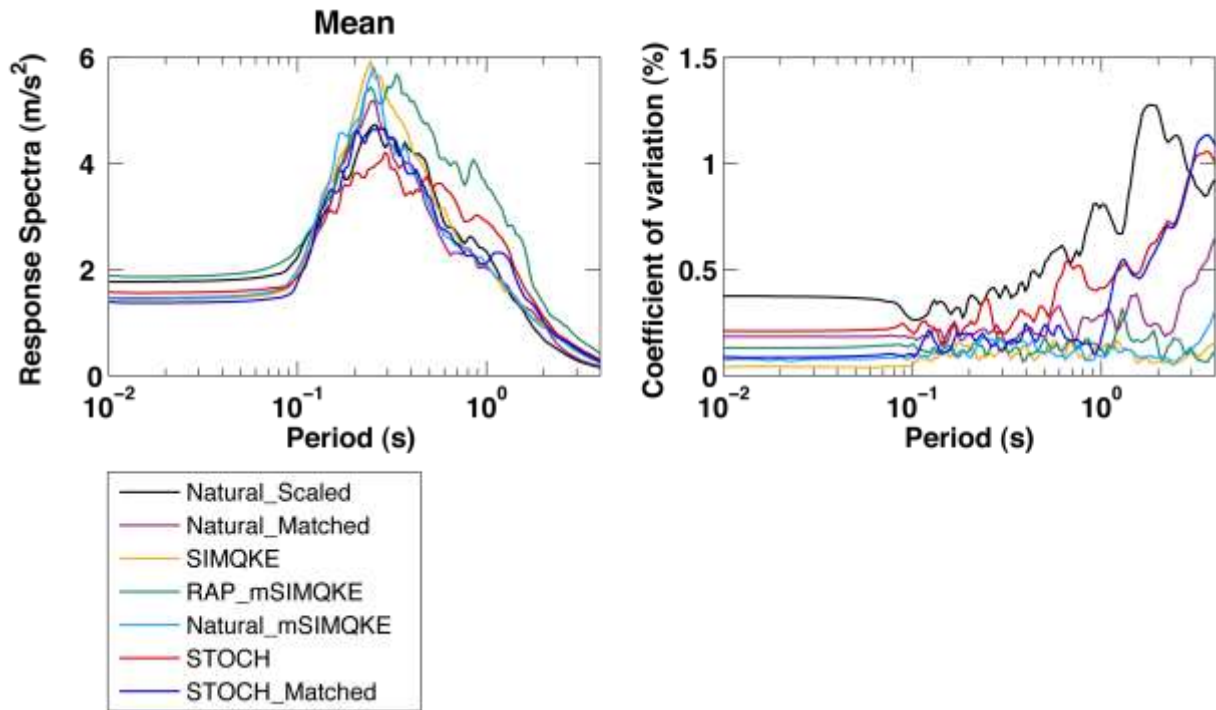 Mean
Response Spectra (m/s²)
6
4
2
0
10⁻²
10⁻¹
10⁰
Period (s)
Coefficient of variation (%)
1.5
1
0.5
0
10⁻²
10⁻¹
10⁰
Period (s)
Natural_Scaled
Natural_Matched
SIMQKE
RAP_mSIMQKE
Natural_mSIMQKE
STOCH
STOCH_Matched